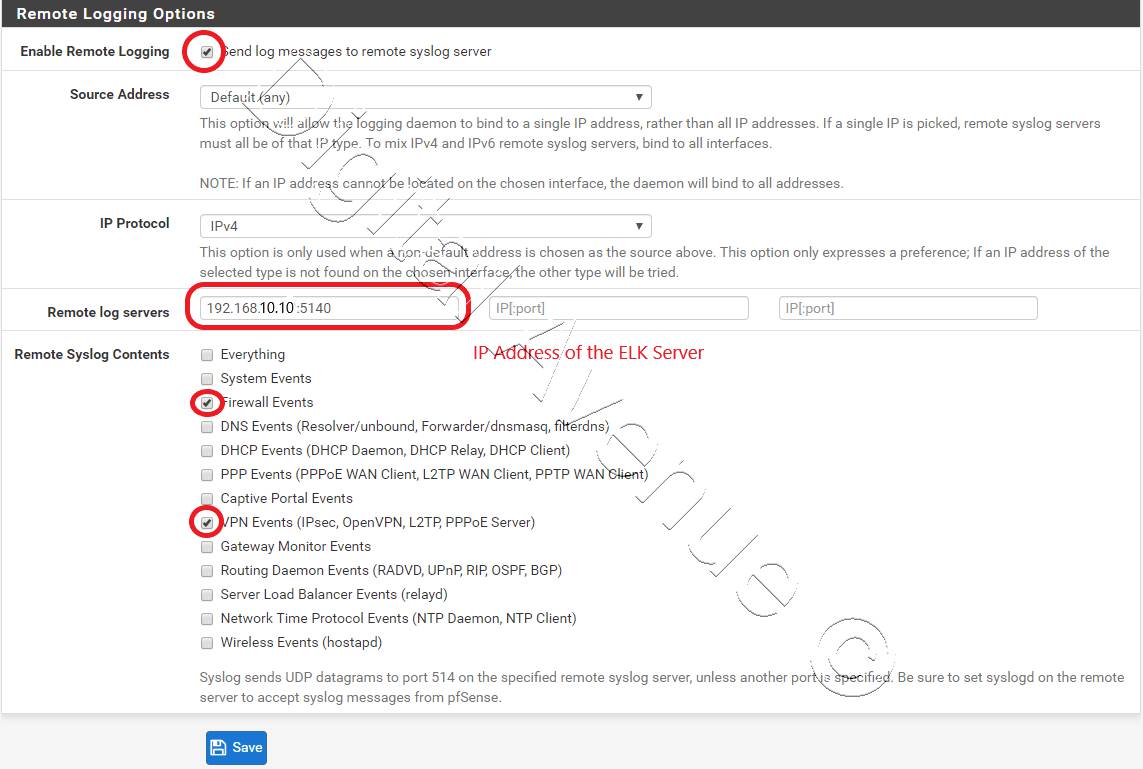 Remote Logging Options
Enable Remote Logging
Send log messages to remote syslog server
Source Address
Default (any)
This option will allow the logging daemon to bind to a single IP address, rather than all IP addresses. If a single IP is picked, remote syslog servers
must all be of that IP type. To mix IPv4 and IPv6 remote syslog servers, bind to all interfaces.
NOTE: If an IP address cannot be located on the chosen interface, the daemon will bind to all addresses.
IP Protocol
IPv4
This option is only used when a non-default address is chosen as the source above. This option only expresses a preference; If an IP address of the
selected type is not found on the chosen interface, the other type will be tried.
Remote log servers
192.168.10.10:5140
IP[:port]
IP[:port]
IP Address of the ELK Server
Remote Syslog Contents
Everything
System Events
Firewall Events
DNS Events (Resolver/unbound, Forwarder/dnsmasq, filterdns)
DHCP Events (DHCP Daemon, DHCP Relay, DHCP Client)
PPP Events (PPPoE WAN Client, L2TP WAN Client, PPTP WAN Client)
Captive Portal Events
VPN Events (IPsec, OpenVPN, L2TP, PPPoE Server)
Gateway Monitor Events
Routing Daemon Events (RADVD, UPnP, RIP, OSPF, BGP)
Server Load Balancer Events (relayd)
Network Time Protocol Events (NTP Daemon, NTP Client)
Wireless Events (hostapd)
Syslog sends UDP datagrams to port 514 on the specified remote syslog server, unless another port is specified. Be sure to set syslogd on the remote
server to accept syslog messages from pfSense.
Save